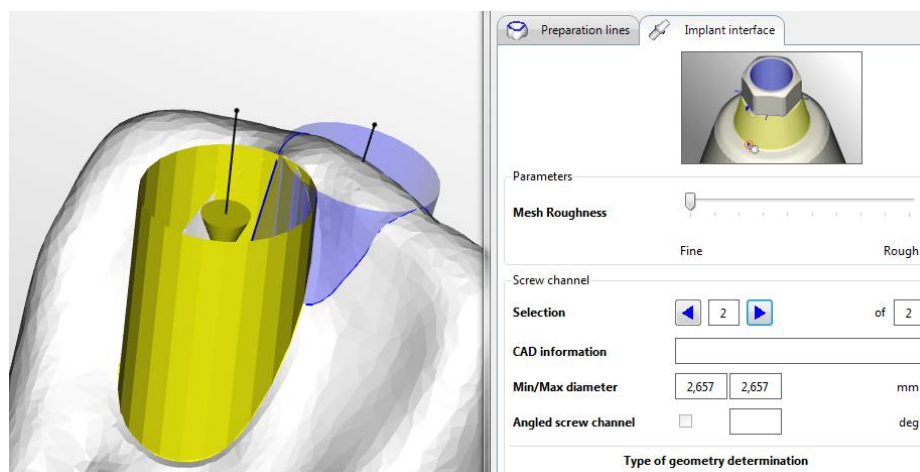 Preparation lines Implant interface
Parameters
Mesh Roughness
Fine Rough
Screw channel
Selection 2 of 2
CAD information
Min/Max diameter 2,657 2,657 mm
Angled screw channel deg
Type of geometry determination